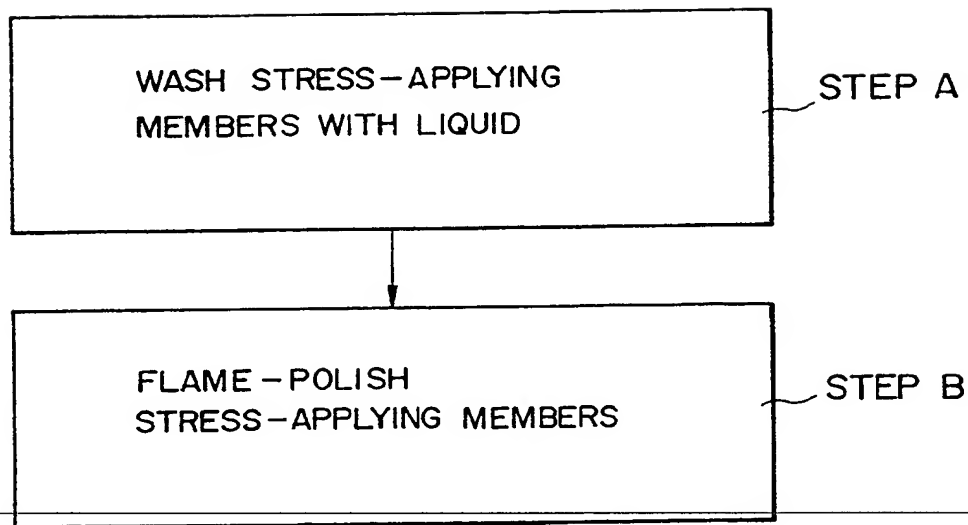 WASH STRESS-APPLYING
MEMBERS WITH LIQUID
STEP A
FLAME-POLISH
STRESS-APPLYING MEMBERS
STEP B